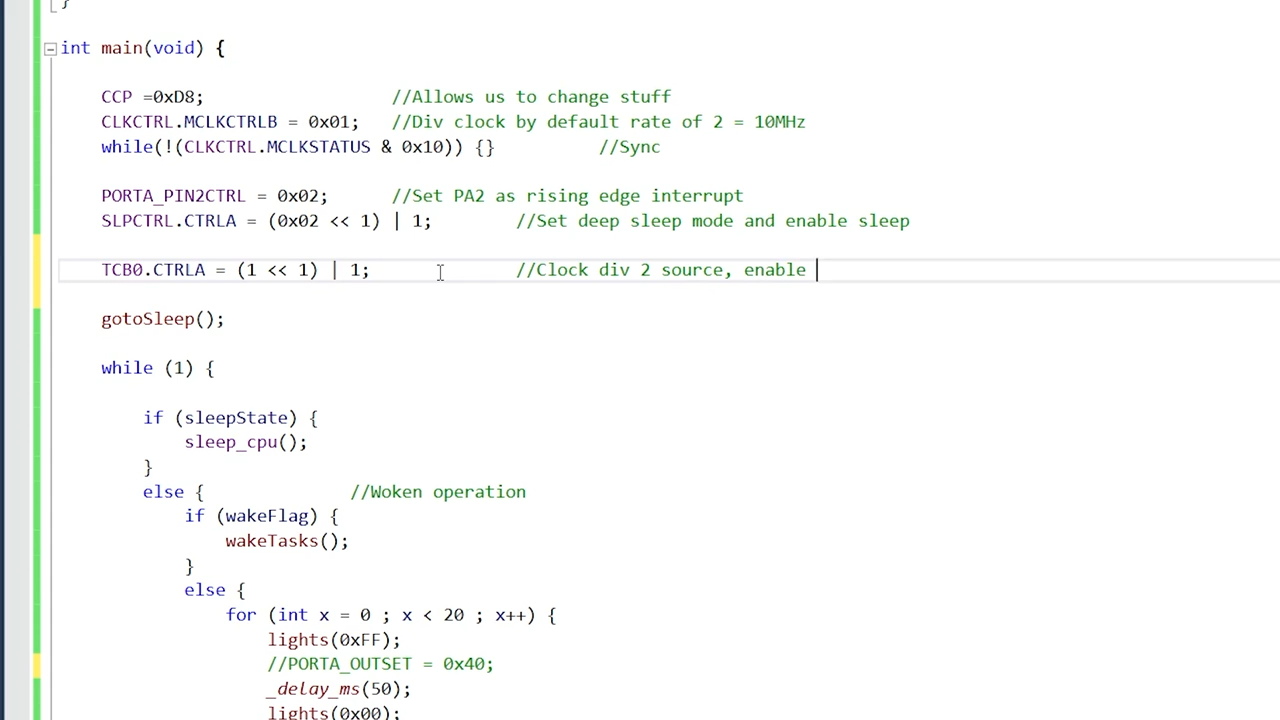 }
int main(void) {
CCP =0xD8; //Allows us to change stuff
CLKCTRL.MCLKCTRLB = 0x01; //Div clock by default rate of 2 = 10MHz
while(!(CLKCTRL.MCLKSTATUS & 0x10)) {} //Sync
PORTA_PIN2CTRL = 0x02; //Set PA2 as rising edge interrupt
SLPCTRL.CTRLA = (0x02 << 1) | 1; //Set deep sleep mode and enable sleep
TCB0.CTRLA = (1 << 1) | 1; //Clock div 2 source, enable
gotoSleep();
while (1) {
if (sleepState) {
sleep_cpu();
}
else { //Woken operation
if (wakeFlag) {
wakeTasks();
}
else {
for (int x = 0 ; x < 20 ; x++) {
lights(0xFF);
//PORTA_OUTSET = 0x40;
_delay_ms(50);
lights(0x00);